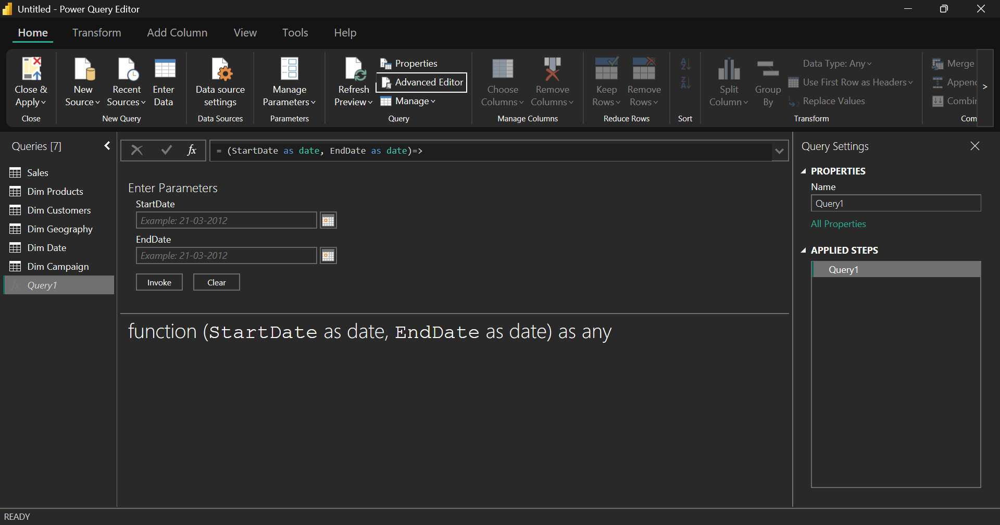 Untitled - Power Query Editor
Home
Transform
Add Column
View
Tools
Help
Close &
Apply
Close
New
Source
Recent
Sources
Enter
Data
New Query
Data source
settings
Data Sources
Manage
Parameters
Parameters
Refresh
Preview
Properties
Advanced Editor
Manage
Query
Choose
Columns
Remove
Columns
Manage Columns
Keep
Rows
Remove
Rows
Reduce Rows
Sort
Split
Column
Group
By
Data Type: Any
Use First Row as Headers
Replace Values
Transform
Merge
Appen
Combi
Com
Queries [7]
Sales
Dim Products
Dim Customers
Dim Geography
Dim Date
Dim Campaign
fx Query1
fx
= (StartDate as date, EndDate as date)=>
Enter Parameters
StartDate
Example: 21-03-2012
EndDate
Example: 21-03-2012
Invoke
Clear
function (StartDate as date, EndDate as date) as any
Query Settings
PROPERTIES
Name
Query1
All Properties
APPLIED STEPS
Query1
READY